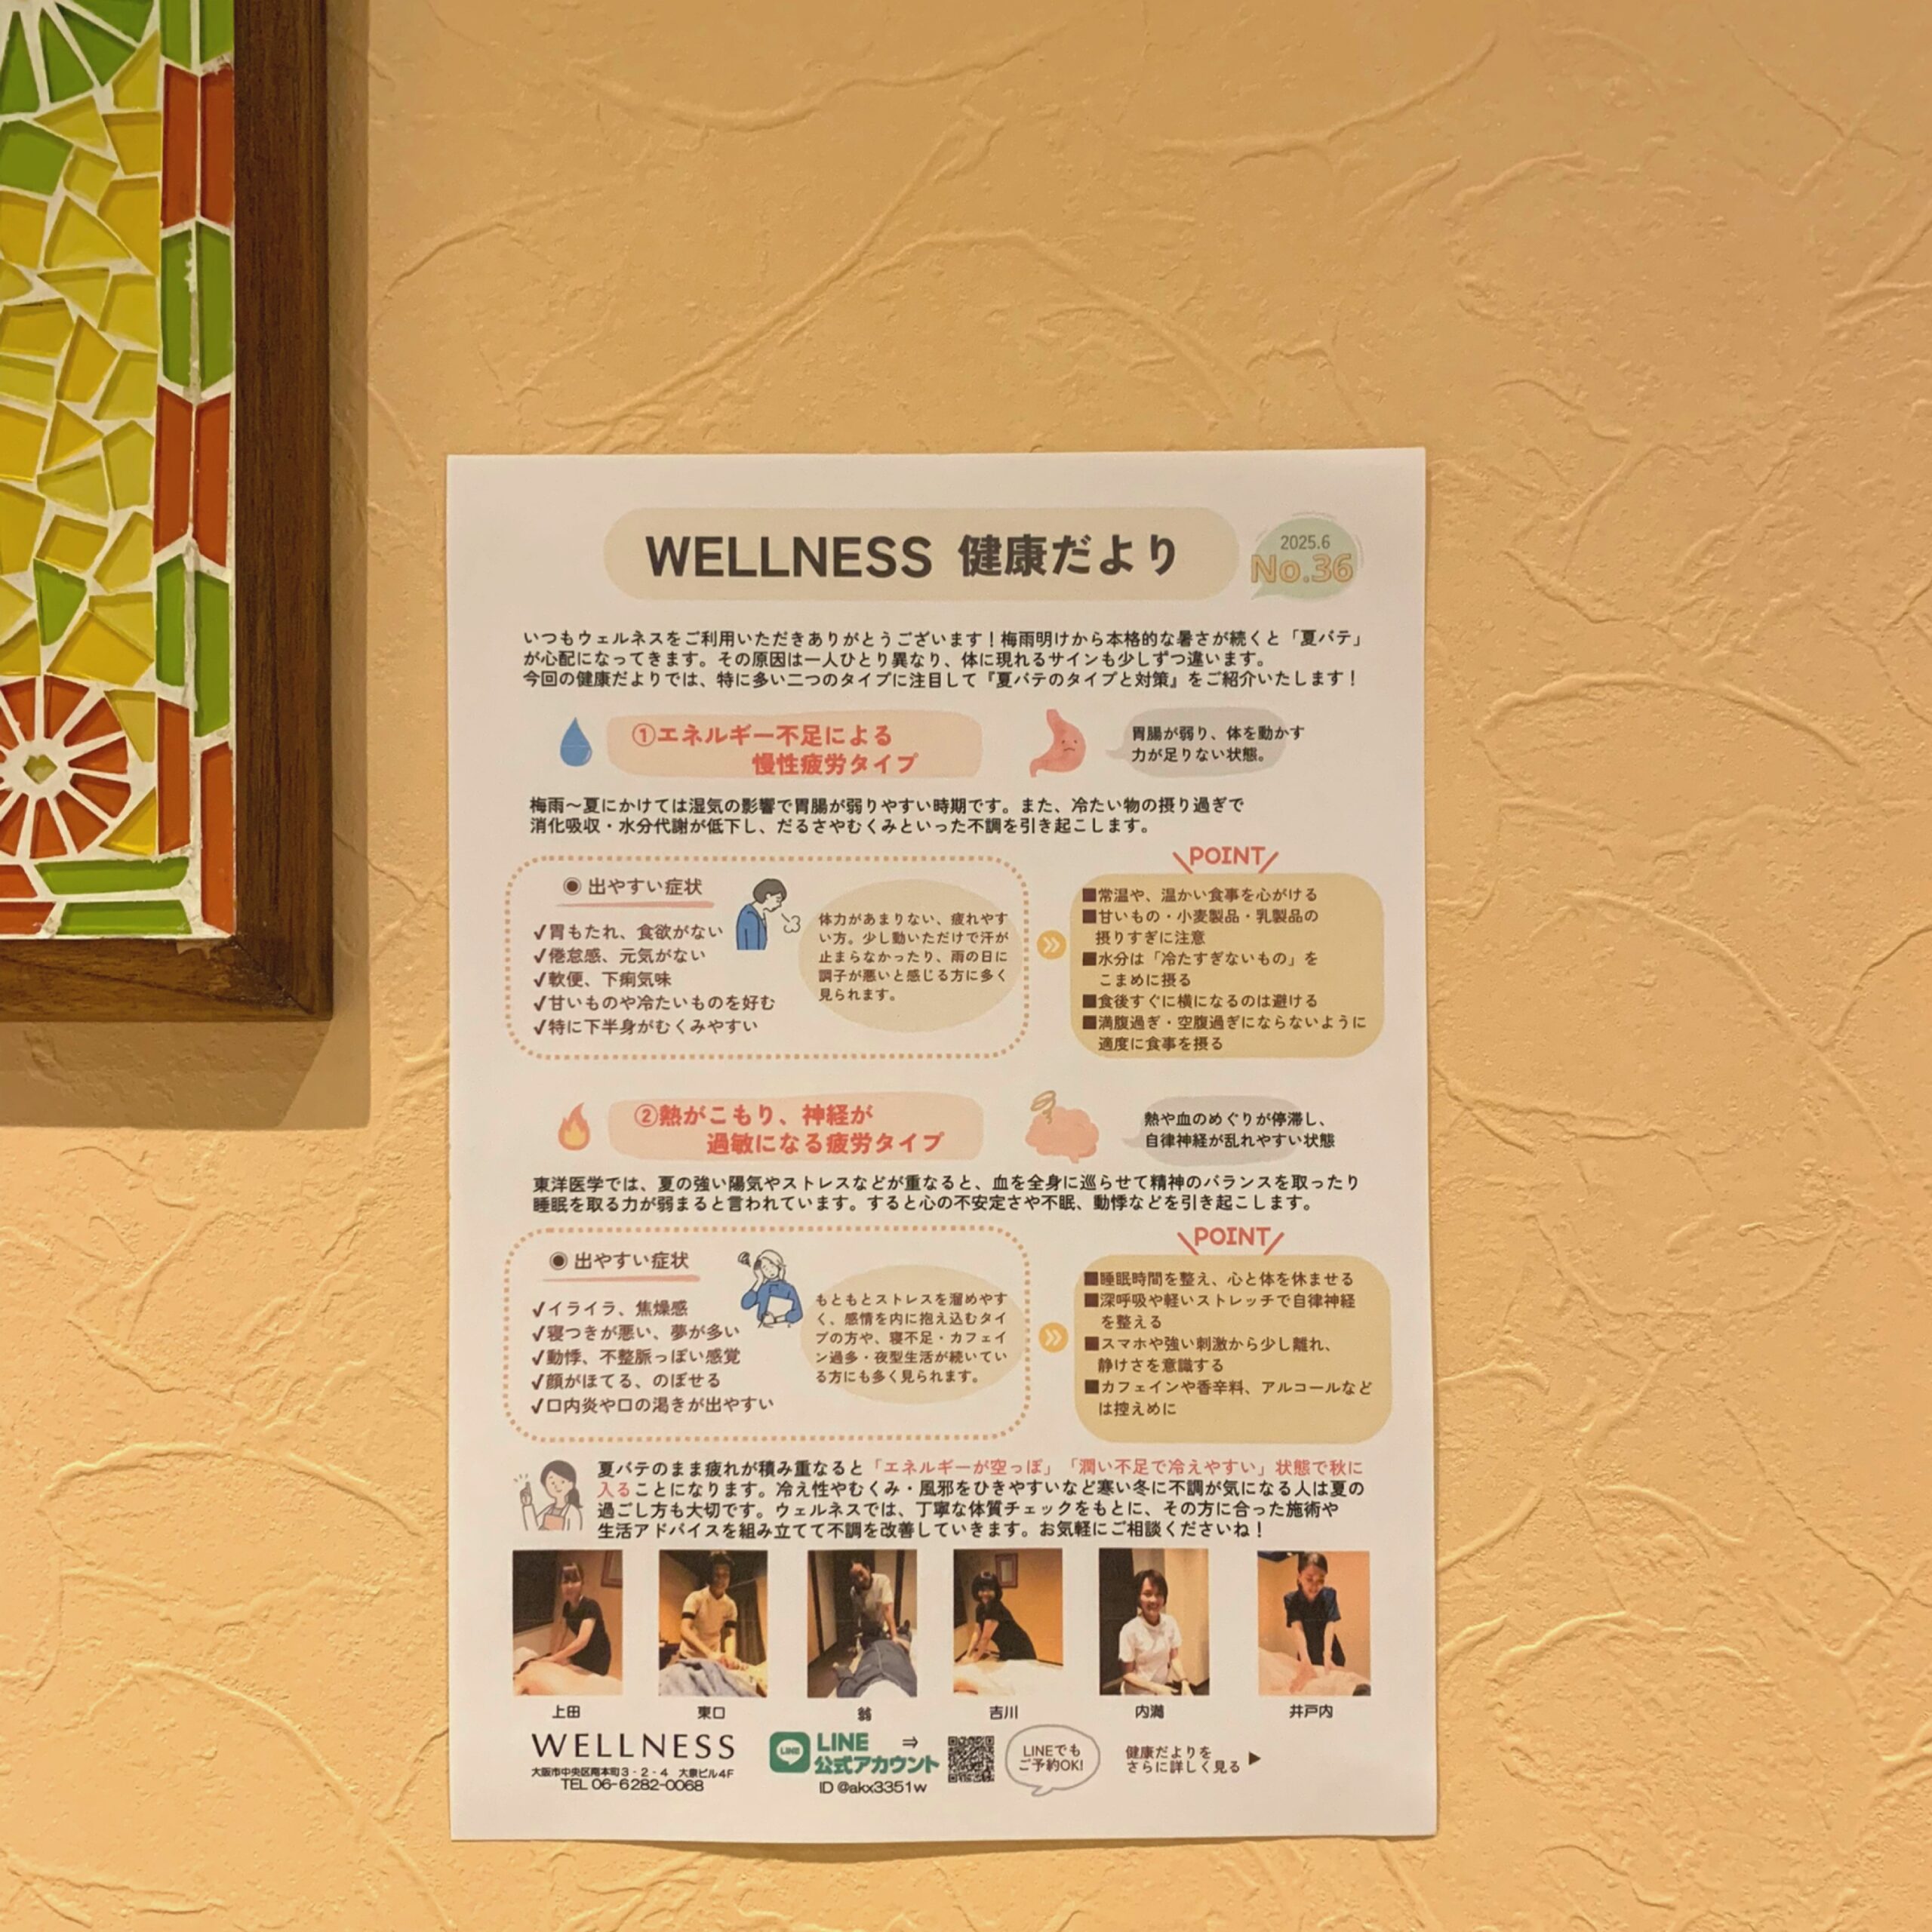 WELLNESS 健康だより
2025.6
No.36
いつもウェルネスをご利用いただきありがとうございます！梅雨明けから本格的な暑さが続くと「夏バテ」
が心配になってきます。その原因は一人ひとり異なり、体に現れるサインも少しずつ違います。
今回の健康だよりでは、特に多い二つのタイプに注目して『夏バテのタイプと対策』をご紹介いたします！
①エネルギー不足による
慢性疲労タイプ
胃腸が弱り、体を動かす
力が足りない状態。
梅雨～夏にかけては湿気の影響で胃腸が弱りやすい時期です。また、冷たい物の摂り過ぎで
消化吸収・水分代謝が低下し、だるさやむくみといった不調を引き起こします。
◉ 出やすい症状
✓胃もたれ、食欲がない
✓倦怠感、元気がない
✓軟便、下痢気味
✓甘いものや冷たいものを好む
✓特に下半身がむくみやすい
体力があまりない、疲れやす
い方。少し動いただけで汗が
止まらなかったり、雨の日に
調子が悪いと感じる方に多く
見られます。
POINT
■常温や、温かい食事を心がける
■甘いもの・小麦製品・乳製品の
摂りすぎに注意
■水分は「冷たすぎないもの」を
こまめに摂る
■食後すぐに横になるのは避ける
■満腹過ぎ・空腹過ぎにならないように
適度に食事を摂る
②熱がこもり、神経が
過敏になる疲労タイプ
熱や血のめぐりが停滞し、
自律神経が乱れやすい状態
東洋医学では、夏の強い陽気やストレスなどが重なると、血を全身に巡らせて精神のバランスを取ったり
睡眠を取る力が弱まると言われています。すると心の不安定さや不眠、動悸などを引き起こします。
◉ 出やすい症状
✓イライラ、焦燥感
✓寝つきが悪い、夢が多い
✓動悸、不整脈っぽい感覚
✓顔がほてる、のぼせる
✓口内炎や口の渇きが出やすい
もともとストレスを溜めやす
く、感情を内に抱え込むタイ
プの方や、寝不足・カフェイ
ン過多・夜型生活が続いてい
る方にも多く見られます。
POINT
■睡眠時間を整え、心と体を休ませる
■深呼吸や軽いストレッチで自律神経
を整える
■スマホや強い刺激から少し離れ、
静けさを意識する
■カフェインや香辛料、アルコールなど
は控えめに
夏バテのまま疲れが積み重なると「エネルギーが空っぽ」「潤い不足で冷えやすい」状態で秋に
入ることになります。冷え性やむくみ・風邪をひきやすいなど寒い冬に不調が気になる人は夏の
過ごし方も大切です。ウェルネスでは、丁寧な体質チェックをもとに、その方に合った施術や
生活アドバイスを組み立てて不調を改善していきます。お気軽にご相談くださいね！
上田
東口
翁
吉川
内満
井戸内
WELLNESS
大阪市中央区南本町3-2-4 大泉ビル4F
TEL 06-6282-0068
LINE
LINE ⇒
公式アカウント
ID @akx3351w
LINEでも
ご予約OK!
健康だよりを
さらに詳しく見る ▶